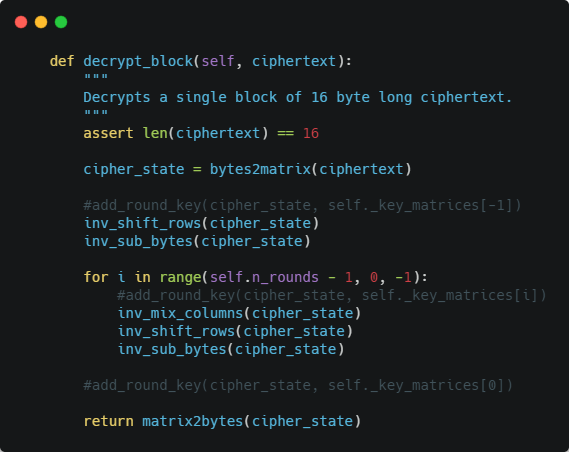 def decrypt_block(self, ciphertext):
"""
Decrypts a single block of 16 byte long ciphertext.
"""
assert len(ciphertext) == 16
cipher_state = bytes2matrix(ciphertext)
#add_round_key(cipher_state, self._key_matrices[-1])
inv_shift_rows(cipher_state)
inv_sub_bytes(cipher_state)
for i in range(self.n_rounds - 1, 0, -1):
#add_round_key(cipher_state, self._key_matrices[i])
inv_mix_columns(cipher_state)
inv_shift_rows(cipher_state)
inv_sub_bytes(cipher_state)
#add_round_key(cipher_state, self._key_matrices[0])
return matrix2bytes(cipher_state)